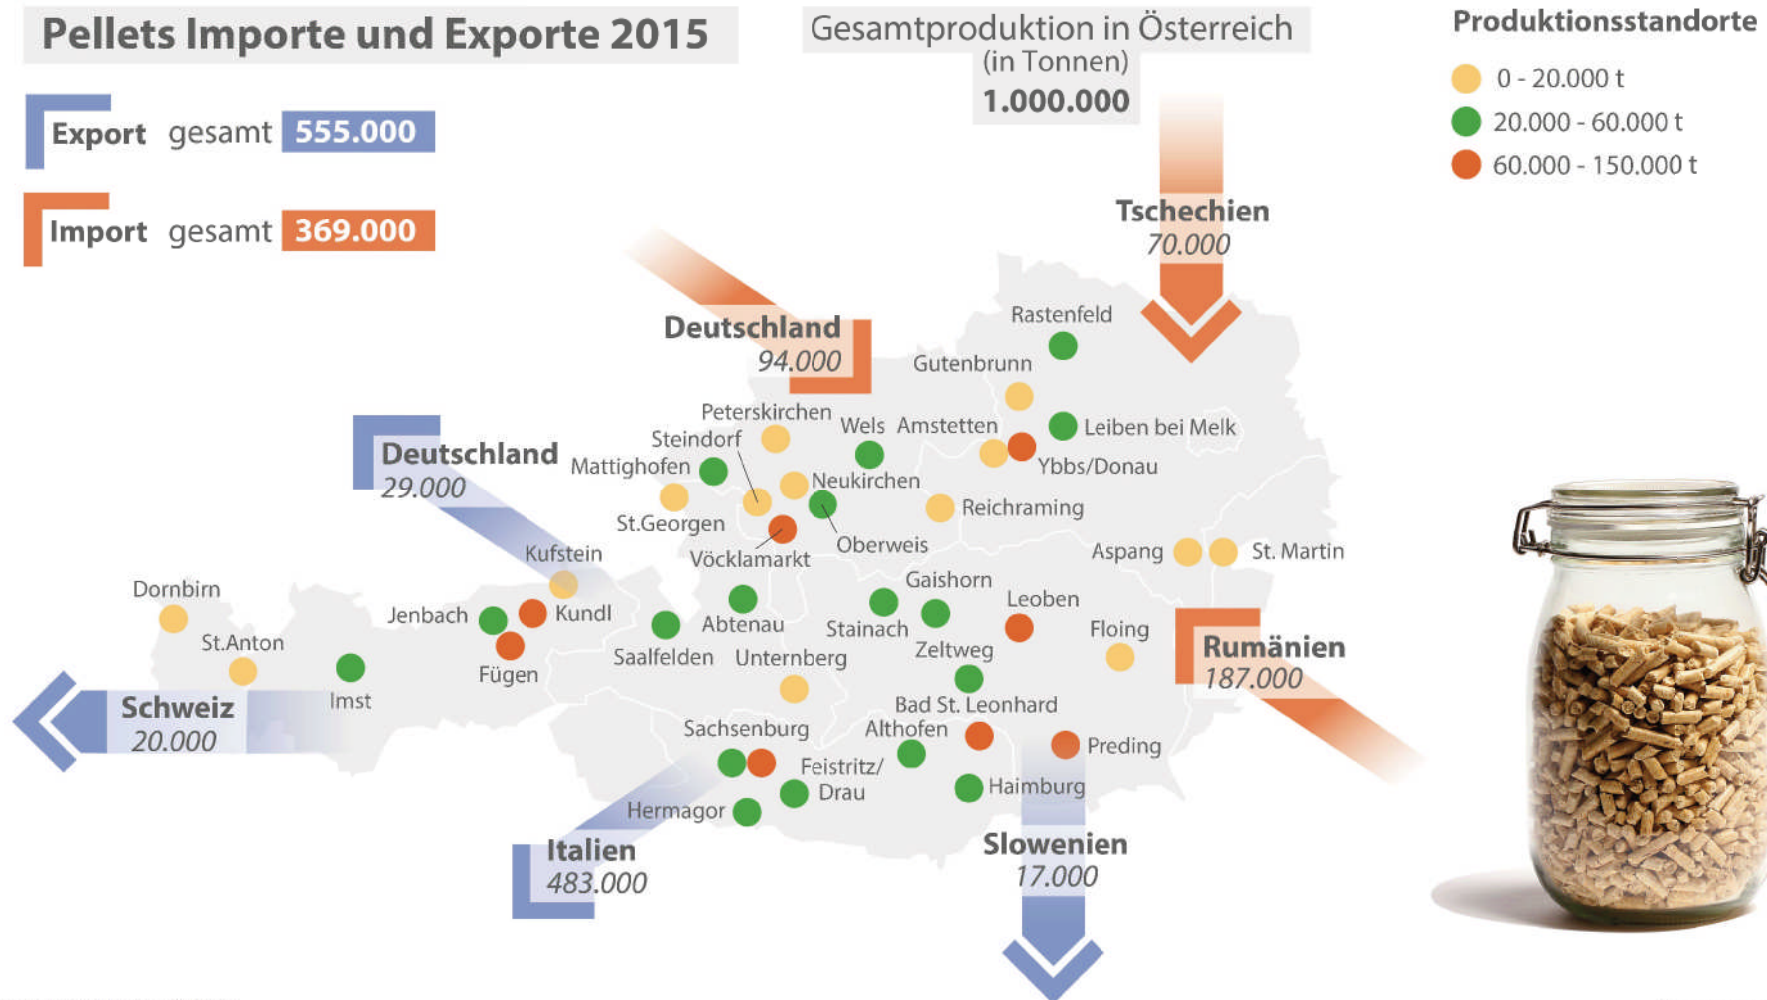 Pellets Importe und Exporte 2015
Gesamtproduktion in Österreich
(in Tonnen)
1.000.000
Produktionsstandorte
0 - 20.000 t
20.000 - 60.000 t
60.000 - 150.000 t
Export gesamt 555.000
Import gesamt 369.000
Tschechien
70.000
Deutschland
94.000
Deutschland
29.000
Rastenfeld
Gutenbrunn
Peterskirchen
Wels
Amstetten
Leiben bei Melk
Steindorf
Mattighofen
Ybbs/Donau
Neukirchen
St.Georgen
Reichraming
Oberweis
Vöcklamarkt
Aspang
St. Martin
Kufstein
Dornbirn
Jenbach
Kundl
St.Anton
Fügen
Imst
Abtenau
Saalfelden
Stainach
Gaishorn
Leoben
Floing
Unternberg
Zeltweg
Rumänien
187.000
Schweiz
20.000
Bad St. Leonhard
Sachsenburg
Althofen
Preding
Feistritz/
Drau
Haimburg
Hermagor
Italien
483.000
Slowenien
17.000